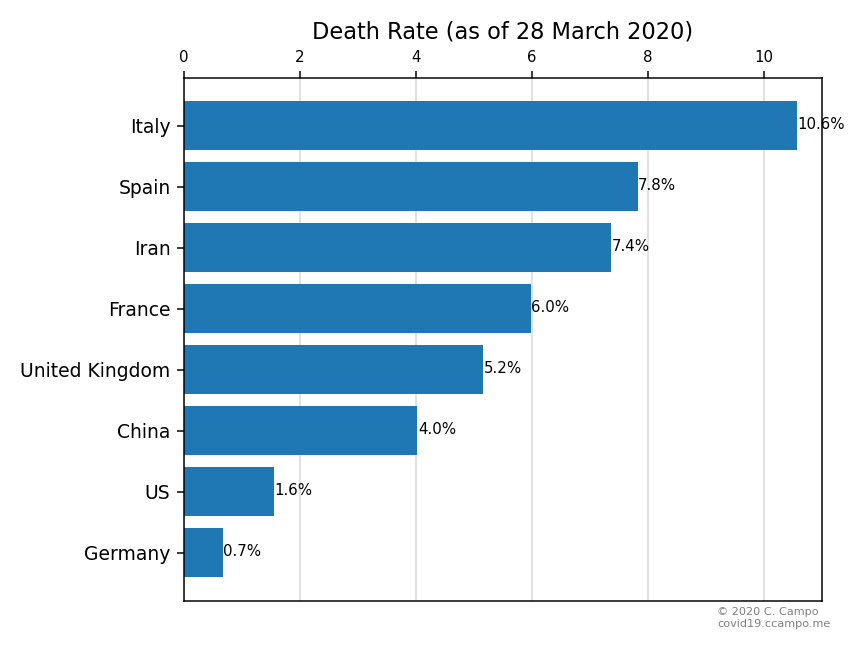 Death Rate (as of 28 March 2020)
0 2 4 6 8 10
Italy 10.6%
Spain 7.8%
Iran 7.4%
France 6.0%
United Kingdom 5.2%
China 4.0%
US 1.6%
Germany 0.7%
© 2020 C. Campo
covid19.ccampo.me